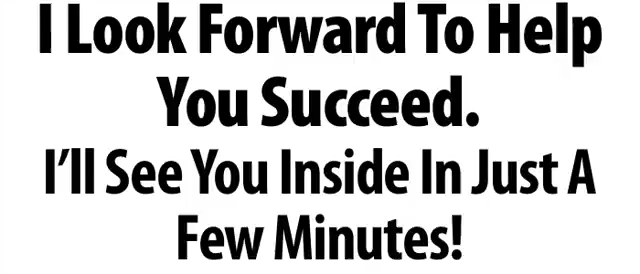 I Look Forward To Help
You Succeed.
I’ll See You Inside In Just A
Few Minutes!